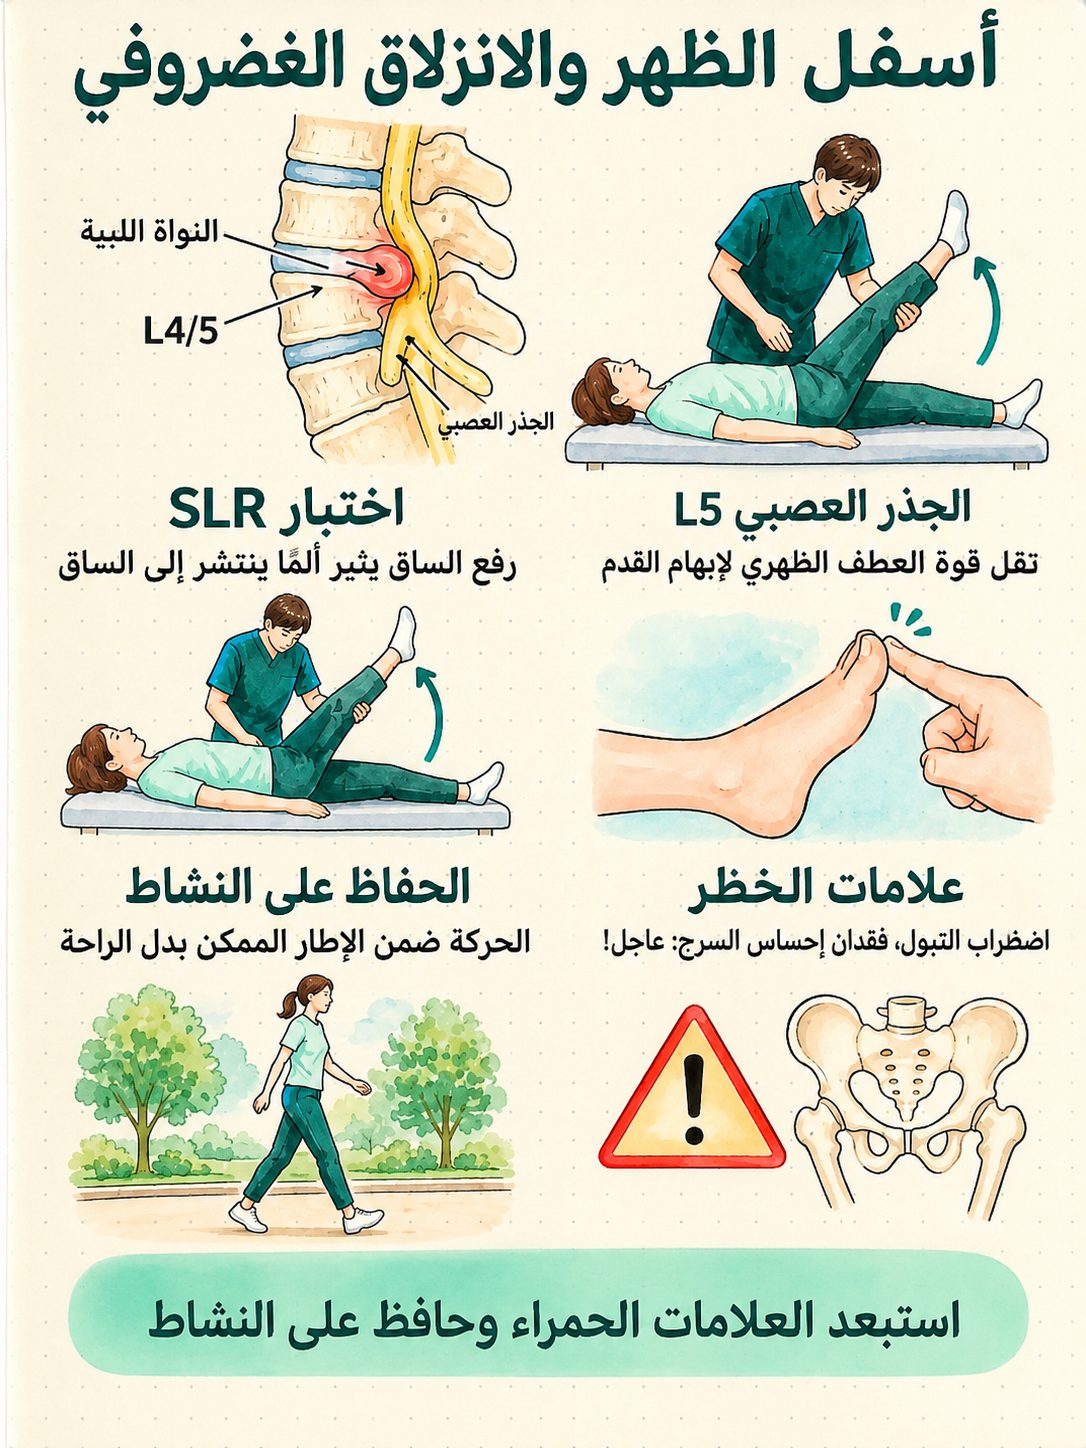 أسفل الظهر والانزلاق الغضروفي
النواة اللبية
L4/5
الجذر العصبي
الجذر العصبي L5
تقل قوة العطف الظهري لإبهام القدم
اختبار SLR
رفع الساق يثير ألمًا ينتشر إلى الساق
علامات الخظر
اضطراب التبول، فقدان إحساس السرج: عاجل!
الحفاظ على النشاط
الحركة ضمن الإطار الممكن بدل الراحة
استبعد العلامات الحمراء وحافظ على النشاط